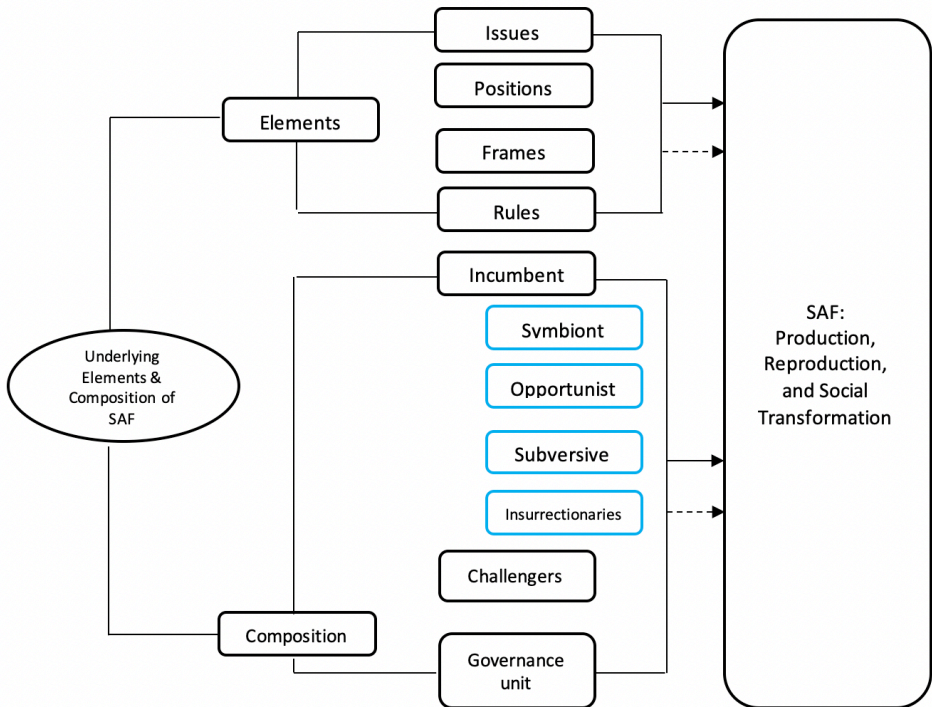 Issues
Positions
Elements
Frames
Rules
Incumbent
Svmbiont
Opportunist
Subversive
Insurrectionaries
Challengers
Composition
Governance
unit
Underlying
Elements &
Composition of
SAF
SAF:
Production,
Reproduction,
and Social
Transformation